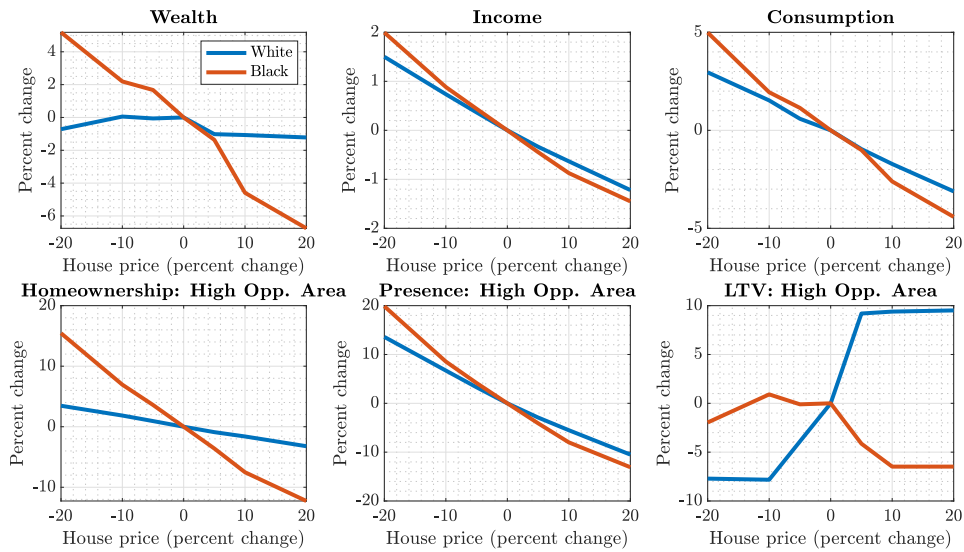 Wealth
4
2
0
-2
-4
-6
-20
-10
0
10
20
Percent change
House price (percent change)
White
Black
Income
2
1
0
-1
-2
-20
-10
0
10
20
Percent change
House price (percent change)
Consumption
5
0
-5
-20
-10
0
10
20
Percent change
House price (percent change)
Homeownership: High Opp. Area
20
10
0
-10
-20
-10
0
10
20
Percent change
House price (percent change)
Presence: High Opp. Area
20
10
0
-10
-20
-20
-10
0
10
20
Percent change
House price (percent change)
LTV: High Opp. Area
10
5
0
-5
-10
-20
-10
0
10
20
Percent change
House price (percent change)